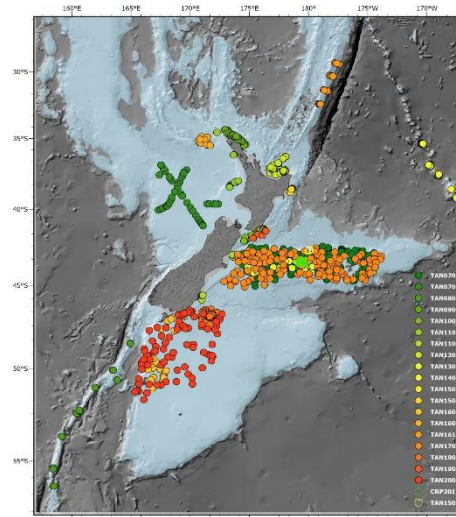 160°E 165°E 170°E 175°E 180°E 175°W 170°W
30°S
35°S
40°S
45°S
50°S
55°S
TAN070
TAN070
TAN080
TAN090
TAN100
TAN110
TAN110
TAN120
TAN130
TAN140
TAN150
TAN150
TAN160
TAN160
TAN161
TAN170
TAN190
TAN190
TAN200
CRP201
TAN150